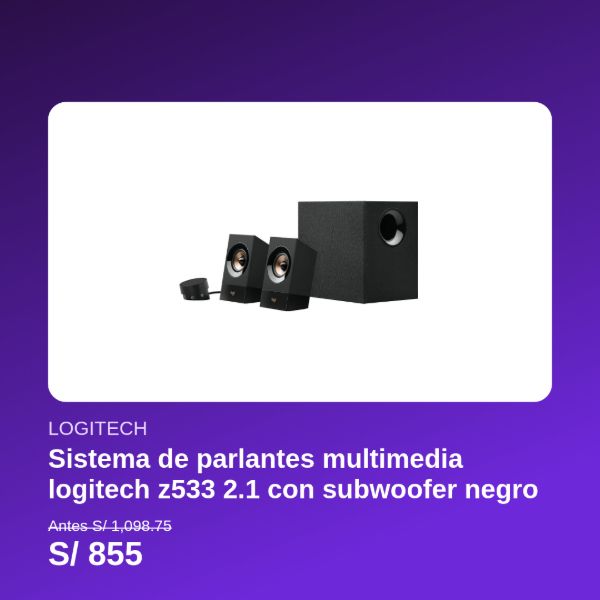 LOGITECH
Sistema de parlantes multimedia
logitech z533 2.1 con subwoofer negro
Antes S/ 1,098.75
S/ 855